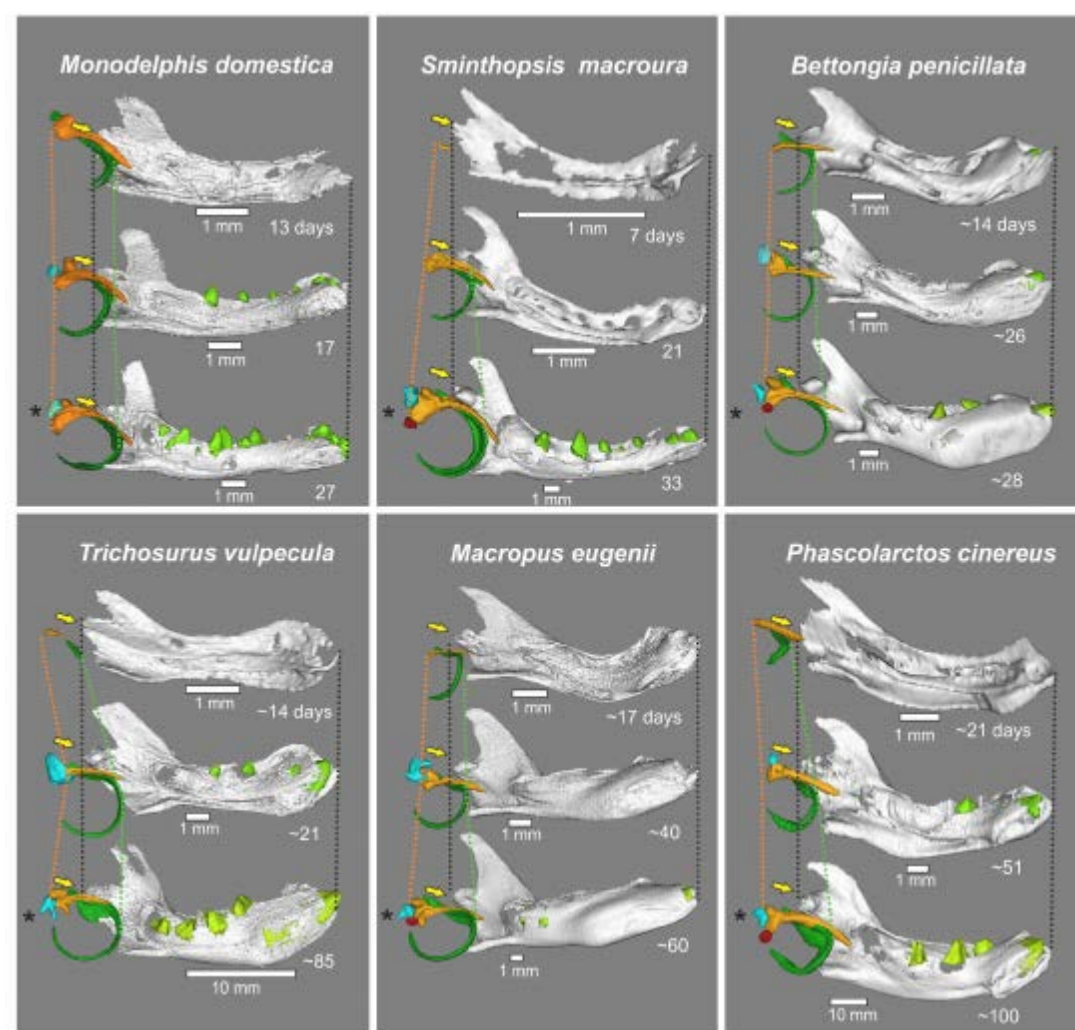 Monodelphis domestica
1 mm
13 days
1 mm
17
*
1 mm
27
Sminthopsis macroura
1 mm
7 days
1 mm
21
*
1 mm
33
Bettongia penicillata
1 mm
~14 days
1 mm
~26
*
1 mm
~28
Trichosurus vulpecula
1 mm
~14 days
1 mm
~21
*
10 mm
~85
Macropus eugenii
1 mm
~17 days
1 mm
~40
*
1 mm
~60
Phascolarctos cinereus
1 mm
~21 days
1 mm
~51
*
10 mm
~100